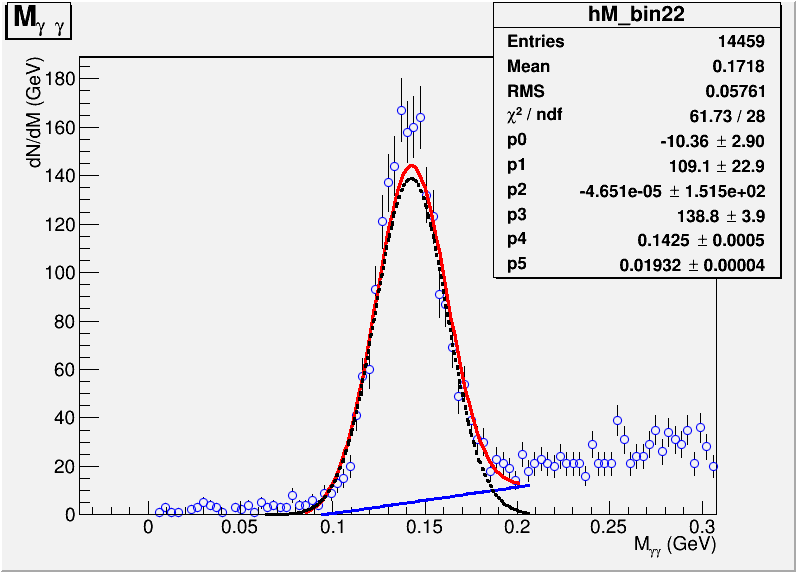 M γ γ
hM_bin22
Entries 14459
Mean 0.1718
RMS 0.05761
χ² / ndf 61.73 / 28
p0 -10.36 ± 2.90
p1 109.1 ± 22.9
p2 -4.651e-05 ± 1.515e+02
p3 138.8 ± 3.9
p4 0.1425 ± 0.0005
p5 0.01932 ± 0.00004
dN/dM (GeV)
180
160
140
120
100
80
60
40
20
0
0 0.05 0.1 0.15 0.2 0.25 0.3
Mγγ (GeV)